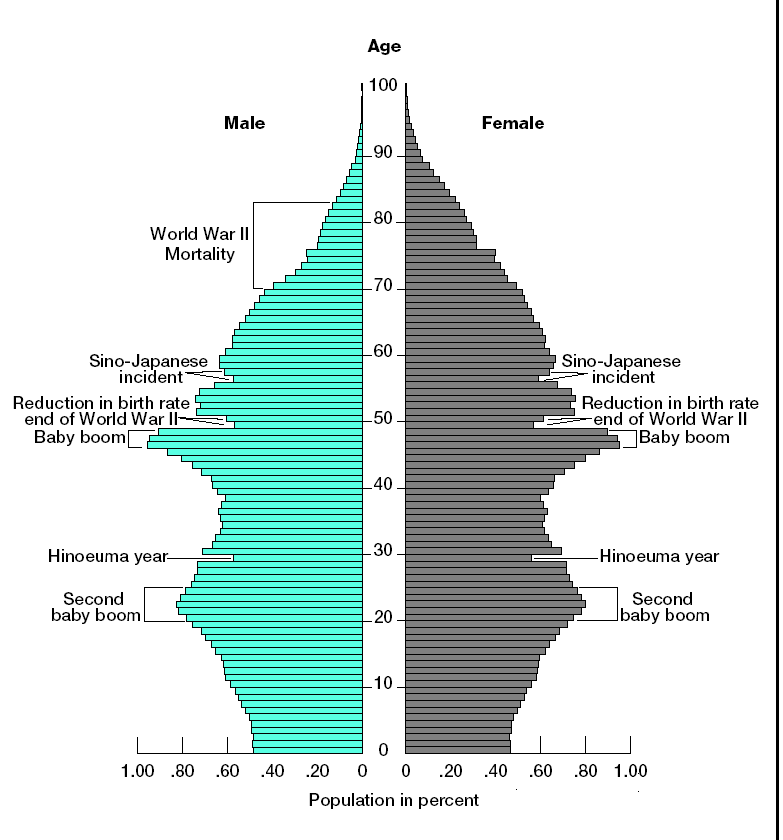 Age
100
Male
Female
90
80
World War II
Mortality
70
60
Sino-Japanese
incident
Sino-Japanese
incident
Reduction in birth rate
end of World War II
Reduction in birth rate
end of World War II
50
Baby boom
Baby boom
40
30
Hinoeuma year
Hinoeuma year
Second
baby boom
Second
baby boom
20
10
0
1.00 .80 .60 .40 .20 0
0 .20 .40 .60 .80 1.00
Population in percent